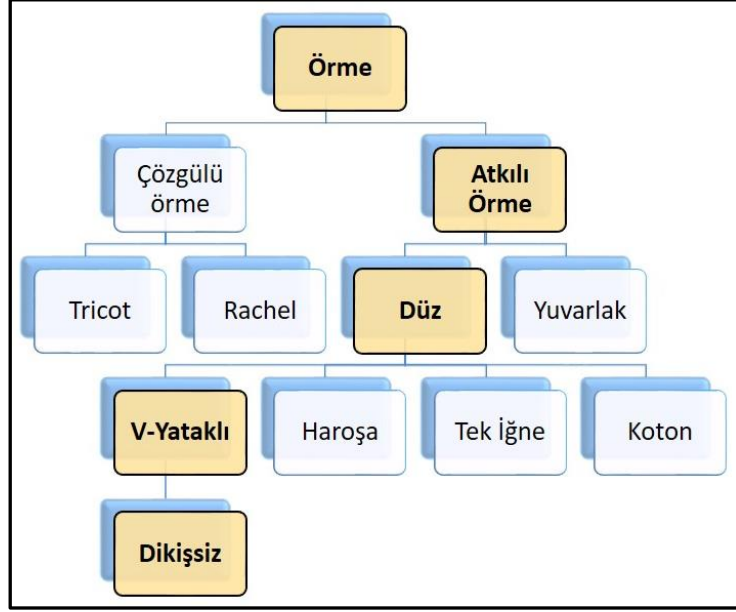 Örme
Çözgülü
örme
Atkılı
Örme
Tricot
Rachel
Düz
Yuvarlak
V-Yataklı
Haroşa
Tek İğne
Koton
Dikişsiz